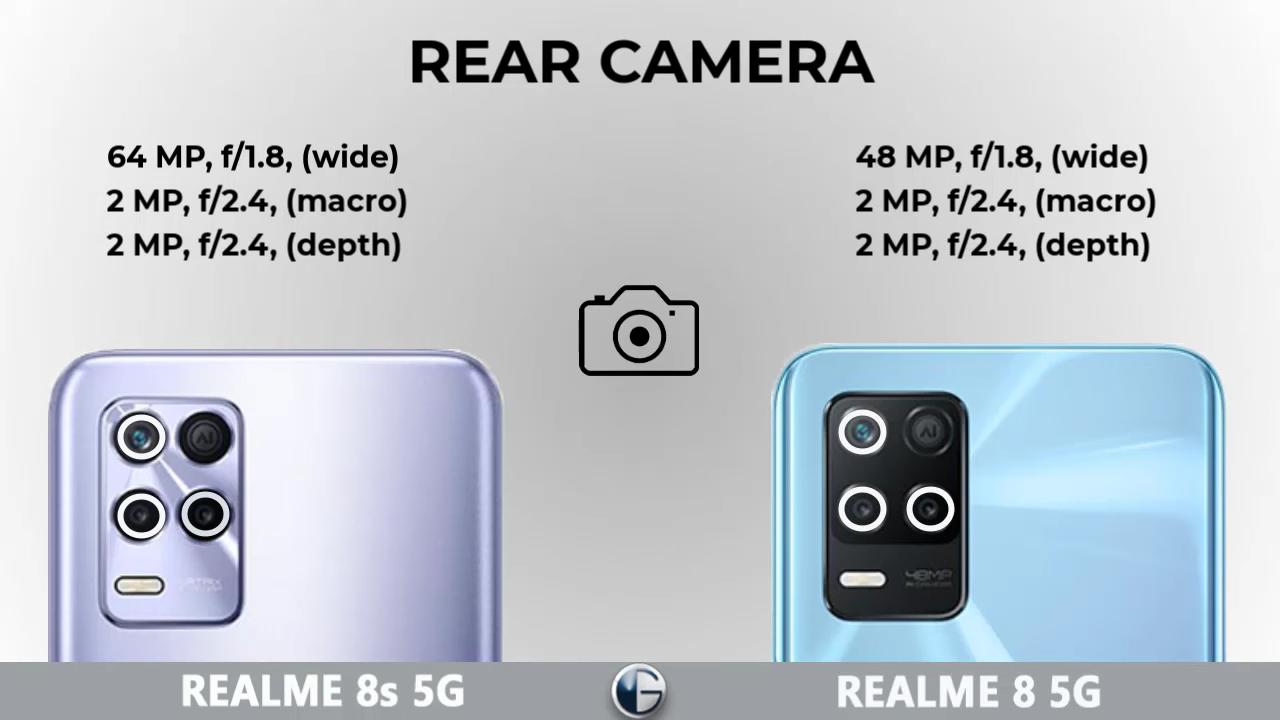 REAR CAMERA
64 MP, f/1.8, (wide)
2 MP, f/2.4, (macro)
2 MP, f/2.4, (depth)
48 MP, f/1.8, (wide)
2 MP, f/2.4, (macro)
2 MP, f/2.4, (depth)
AI
AI
48MP
AI CAMERA
REALME 8s 5G
G
REALME 8 5G